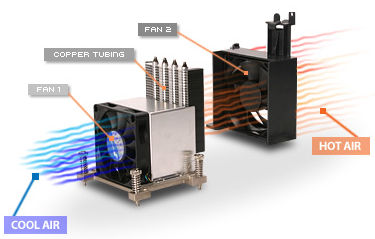 FAN 2
COPPER TUBING
FAN 1
HOT AIR
COOL AIR